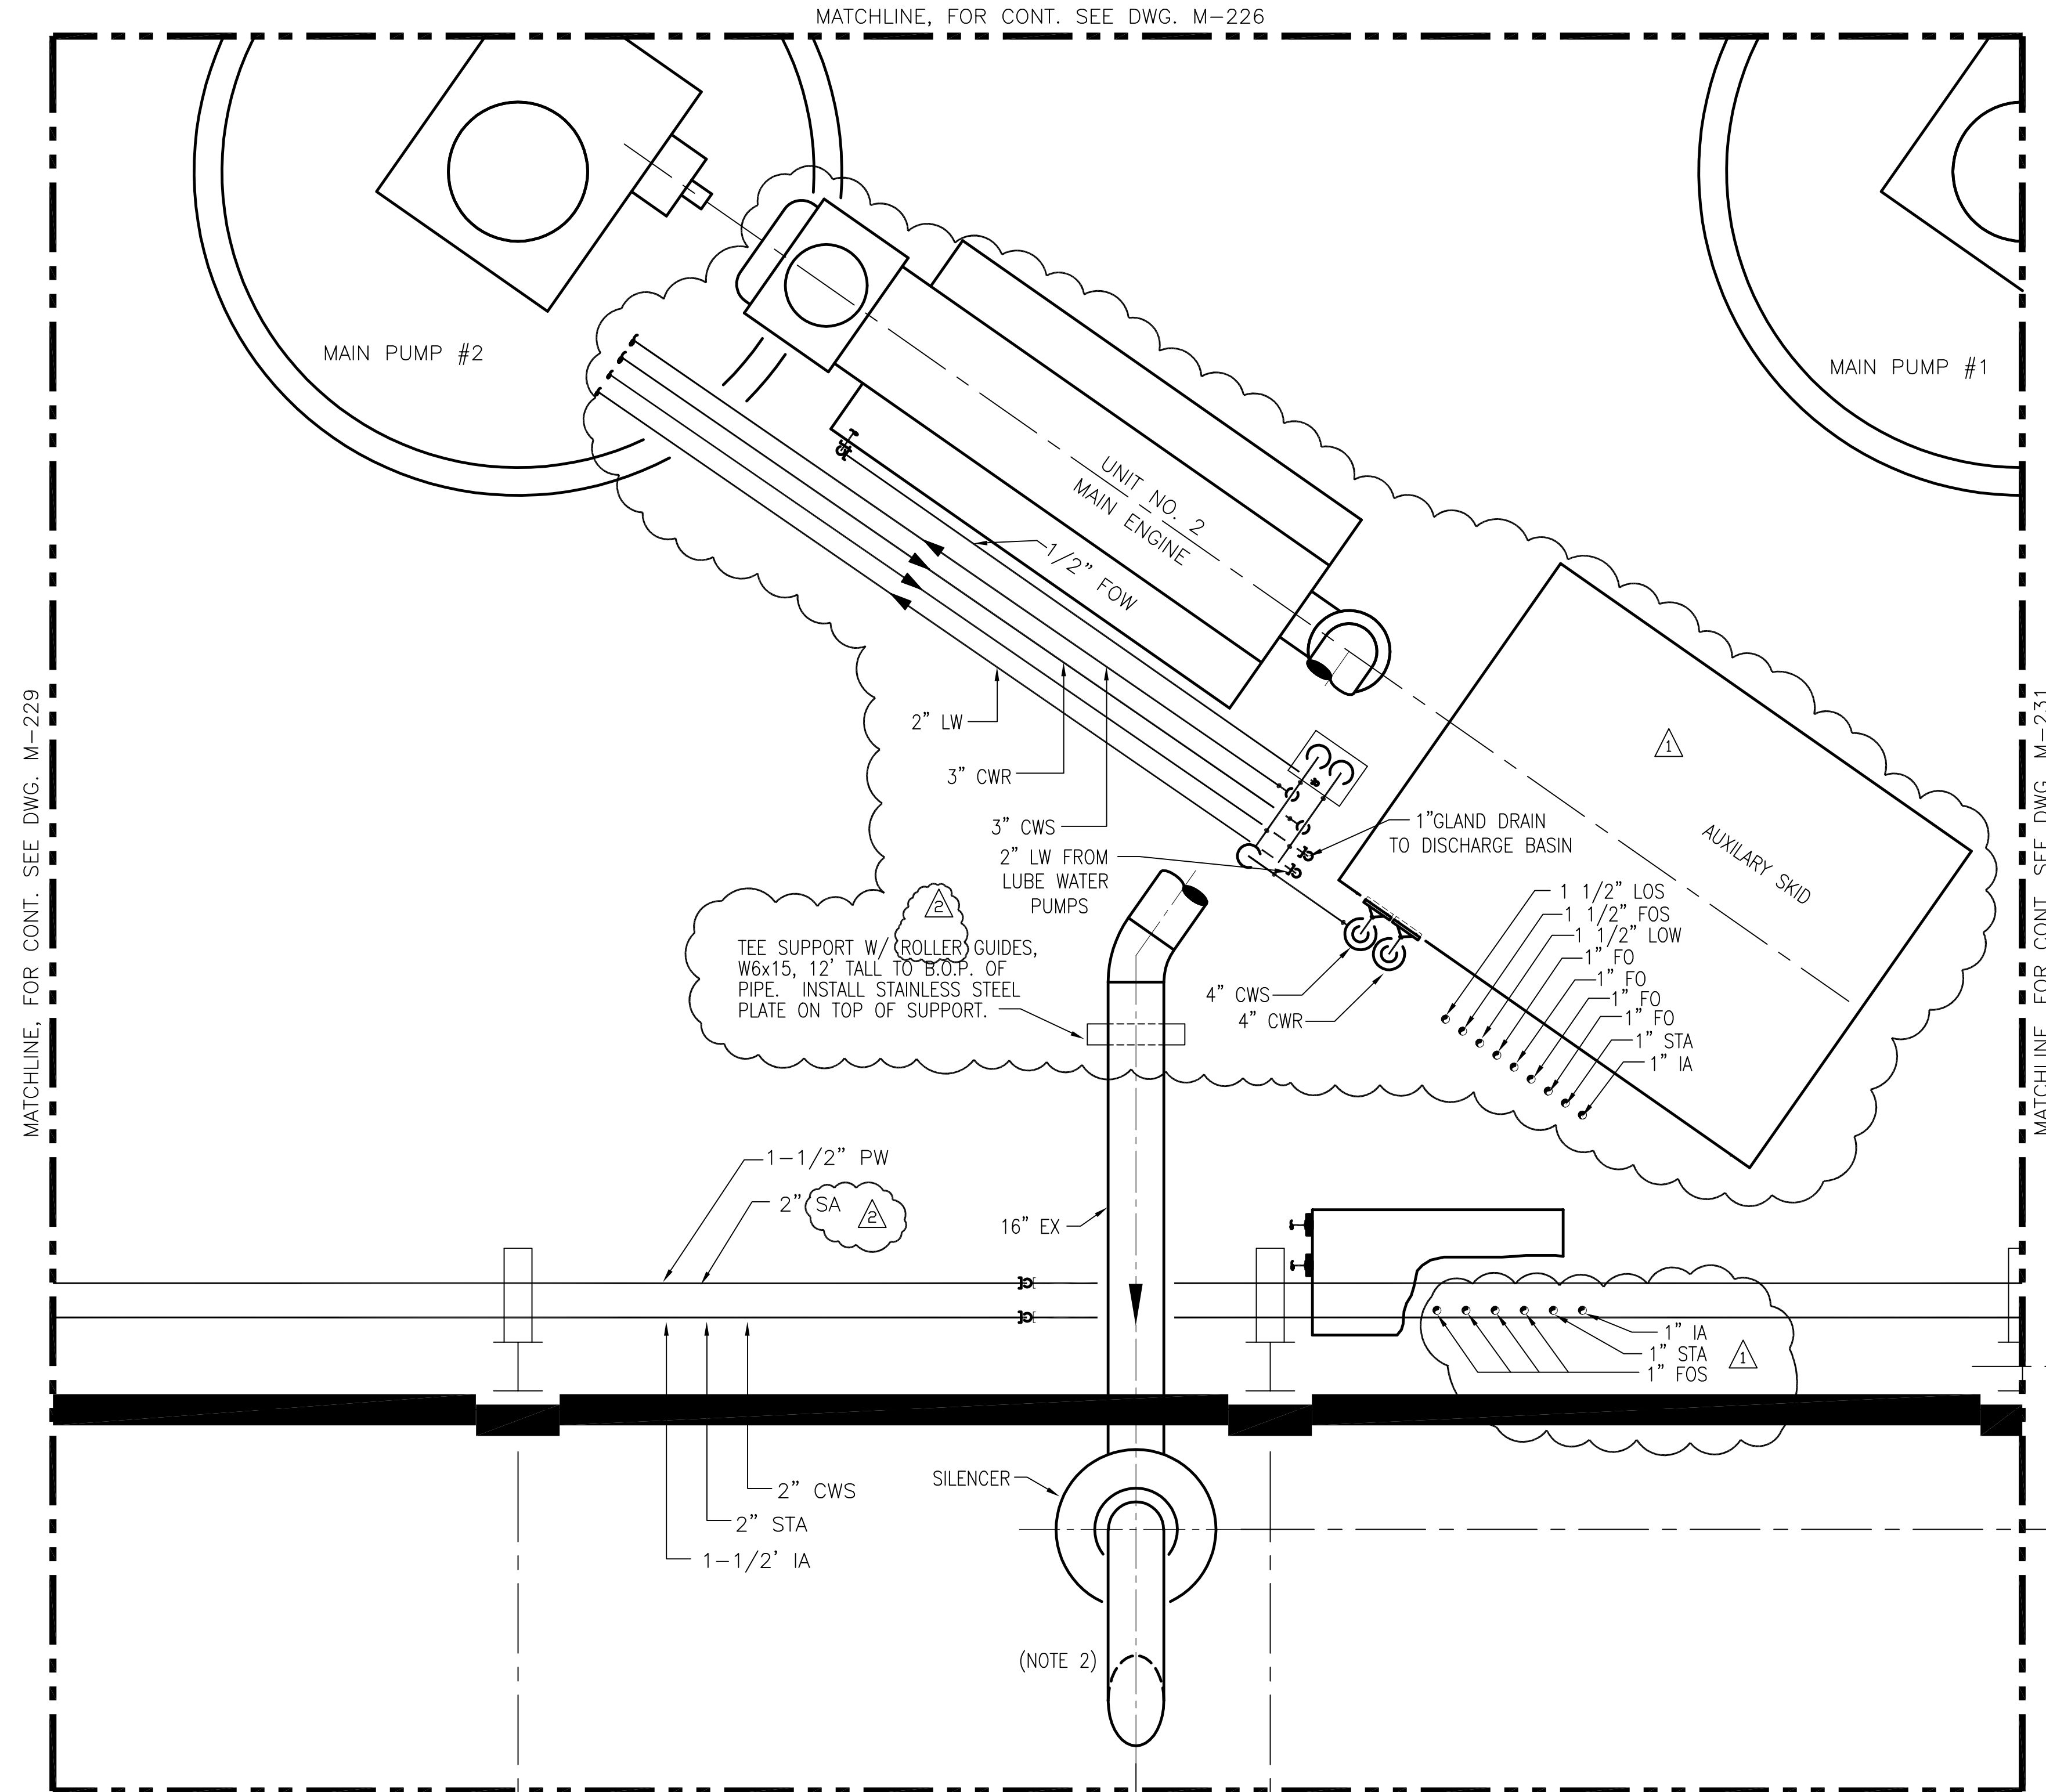 MATCHLINE, FOR CONT. SEE DWG. M-226
MAIN PUMP #2
MAIN PUMP #1
UNIT NO. 2
MAIN ENGINE
1/2" FOW
MATCHLINE, FOR CONT. SEE DWG. M-229
MATCHLINE, FOR CONT. SEE DWG. M-231
2" LW
3" CWR
3" CWS
2" LW FROM
LUBE WATER
PUMPS
1"GLAND DRAIN
TO DISCHARGE BASIN
1
AUXILARY SKID
1 1/2" LOS
1 1/2" FOS
1 1/2" LOW
1" FO
1" FO
1" FO
1" FO
1" STA
1" IA
2
TEE SUPPORT W/ ROLLER GUIDES,
W6x15, 12' TALL TO B.O.P. OF
PIPE. INSTALL STAINLESS STEEL
PLATE ON TOP OF SUPPORT.
4" CWS
4" CWR
1-1/2" PW
2" SA
2
16" EX
1" IA
1" STA
1" FOS
1
SILENCER
2" CWS
2" STA
1-1/2' IA
(NOTE 2)